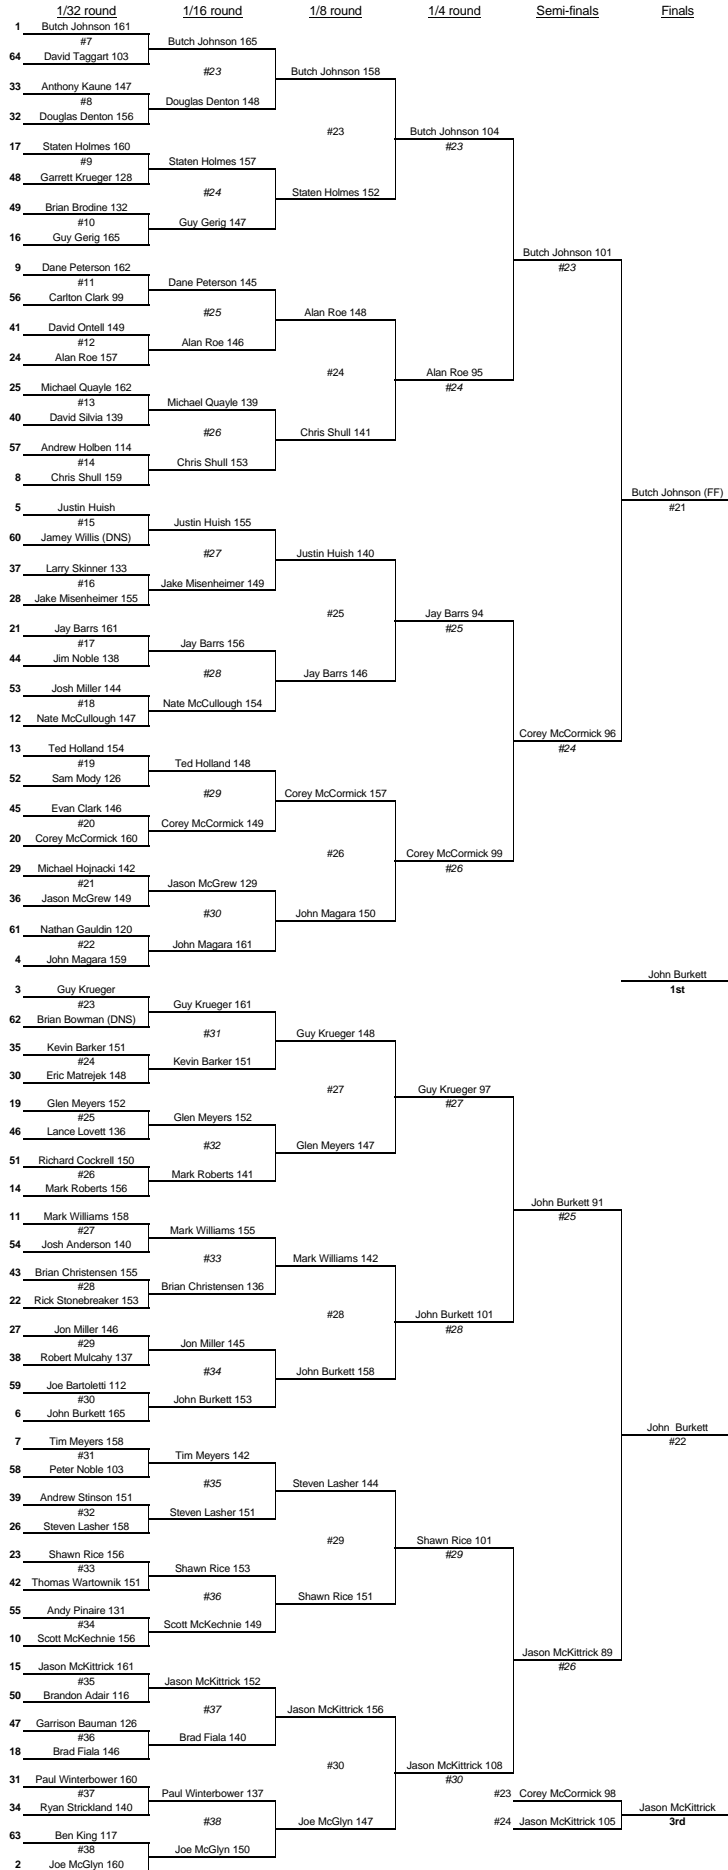 1/32 round 1/16 round 1/8 round 1/4 round Semi-finals Finals
1 Butch Johnson 161
#7 Butch Johnson 165
64 David Taggart 103
#23 Butch Johnson 158
33 Anthony Kaune 147
#8 Douglas Denton 148
32 Douglas Denton 156
#23 Butch Johnson 104
17 Staten Holmes 160 #23
#9 Staten Holmes 157
48 Garrett Krueger 128
#24 Staten Holmes 152
49 Brian Brodine 132
#10 Guy Gerig 147
16 Guy Gerig 165
Butch Johnson 101
9 Dane Peterson 162 #23
#11 Dane Peterson 145
56 Carlton Clark 99
#25 Alan Roe 148
41 David Ontell 149
#12 Alan Roe 146
24 Alan Roe 157
#24 Alan Roe 95
25 Michael Quayle 162 #24
#13 Michael Quayle 139
40 David Silvia 139
#26 Chris Shull 141
57 Andrew Holben 114
#14 Chris Shull 153
8 Chris Shull 159
Butch Johnson (FF)
5 Justin Huish #21
#15 Justin Huish 155
60 Jamey Willis (DNS)
#27 Justin Huish 140
37 Larry Skinner 133
#16 Jake Misenheimer 149
28 Jake Misenheimer 155
#25 Jay Barrs 94
21 Jay Barrs 161 #25
#17 Jay Barrs 156
44 Jim Noble 138
#28 Jay Barrs 146
53 Josh Miller 144
#18 Nate McCullough 154
12 Nate McCullough 147
Corey McCormick 96
13 Ted Holland 154 #24
#19 Ted Holland 148
52 Sam Mody 126
#29 Corey McCormick 157
45 Evan Clark 146
#20 Corey McCormick 149
20 Corey McCormick 160
#26 Corey McCormick 99
29 Michael Hojnacki 142 #26
#21 Jason McGrew 129
36 Jason McGrew 149
#30 John Magara 150
61 Nathan Gauldin 120
#22 John Magara 161
4 John Magara 159
John Burkett
3 Guy Krueger 1st
#23 Guy Krueger 161
62 Brian Bowman (DNS)
#31 Guy Krueger 148
35 Kevin Barker 151
#24 Kevin Barker 151
30 Eric Matrejek 148
#27 Guy Krueger 97
19 Glen Meyers 152 #27
#25 Glen Meyers 152
46 Lance Lovett 136
#32 Glen Meyers 147
51 Richard Cockrell 150
#26 Mark Roberts 141
14 Mark Roberts 156
John Burkett 91
11 Mark Williams 158 #25
#27 Mark Williams 155
54 Josh Anderson 140
#33 Mark Williams 142
43 Brian Christensen 155
#28 Brian Christensen 136
22 Rick Stonebreaker 153
#28 John Burkett 101
27 Jon Miller 146 #28
#29 Jon Miller 145
38 Robert Mulcahy 137
#34 John Burkett 158
59 Joe Bartoletti 112
#30 John Burkett 153
6 John Burkett 165
John Burkett
7 Tim Meyers 158 #22
#31 Tim Meyers 142
58 Peter Noble 103
#35 Steven Lasher 144
39 Andrew Stinson 151
#32 Steven Lasher 151
26 Steven Lasher 158
#29 Shawn Rice 101
23 Shawn Rice 156 #29
#33 Shawn Rice 153
42 Thomas Wartownik 151
#36 Shawn Rice 151
55 Andy Pinaire 131
#34 Scott McKechnie 149
10 Scott McKechnie 156
Jason McKittrick 89
15 Jason McKittrick 161 #26
#35 Jason McKittrick 152
50 Brandon Adair 116
#37 Jason McKittrick 156
47 Garrison Bauman 126
#36 Brad Fiala 140
18 Brad Fiala 146
#30 Jason McKittrick 108
31 Paul Winterbower 160 #30
#37 Paul Winterbower 137 #23 Corey McCormick 98
34 Ryan Strickland 140 Jason McKittrick
#38 Joe McGlyn 147 #24 Jason McKittrick 105 3rd
63 Ben King 117
#38 Joe McGlyn 150
2 Joe McGlyn 160